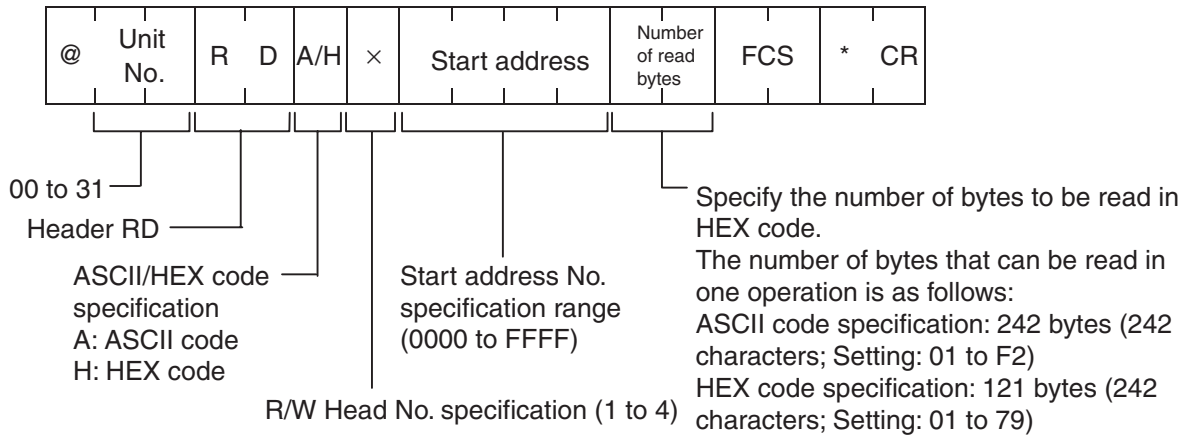 @ Unit No. R D A/H × Start address Number of read bytes FCS * CR
00 to 31
Header RD
ASCII/HEX code
specification
A: ASCII code
H: HEX code
R/W Head No. specification (1 to 4)
Start address No.
specification range
(0000 to FFFF)
Specify the number of bytes to be read in
HEX code.
The number of bytes that can be read in
one operation is as follows:
ASCII code specification: 242 bytes (242
characters; Setting: 01 to F2)
HEX code specification: 121 bytes (242
characters; Setting: 01 to 79)